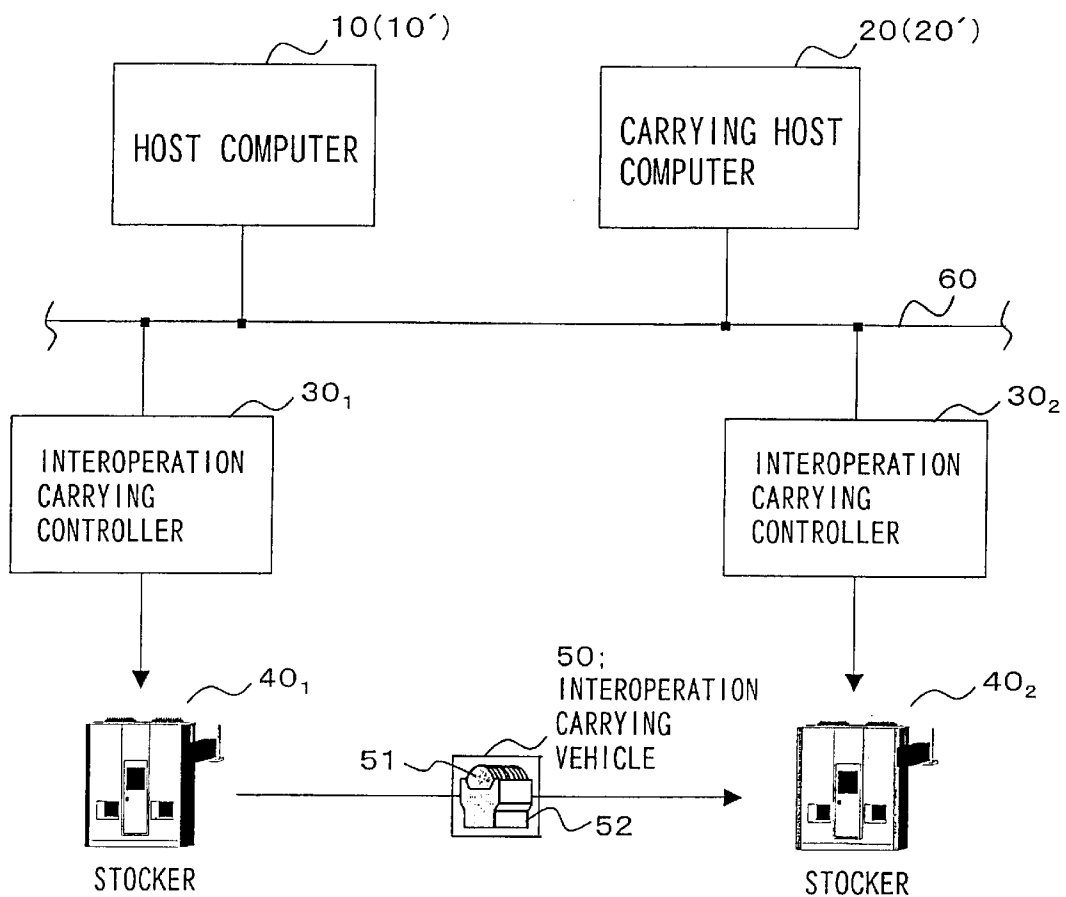 10(10´)
20(20´)
HOST COMPUTER
CARRYING HOST
COMPUTER
60
30₁
30₂
INTEROPERATION
CARRYING
CONTROLLER
INTEROPERATION
CARRYING
CONTROLLER
50;
INTEROPERATION
CARRYING
VEHICLE
40₁
40₂
51
52
STOCKER
STOCKER